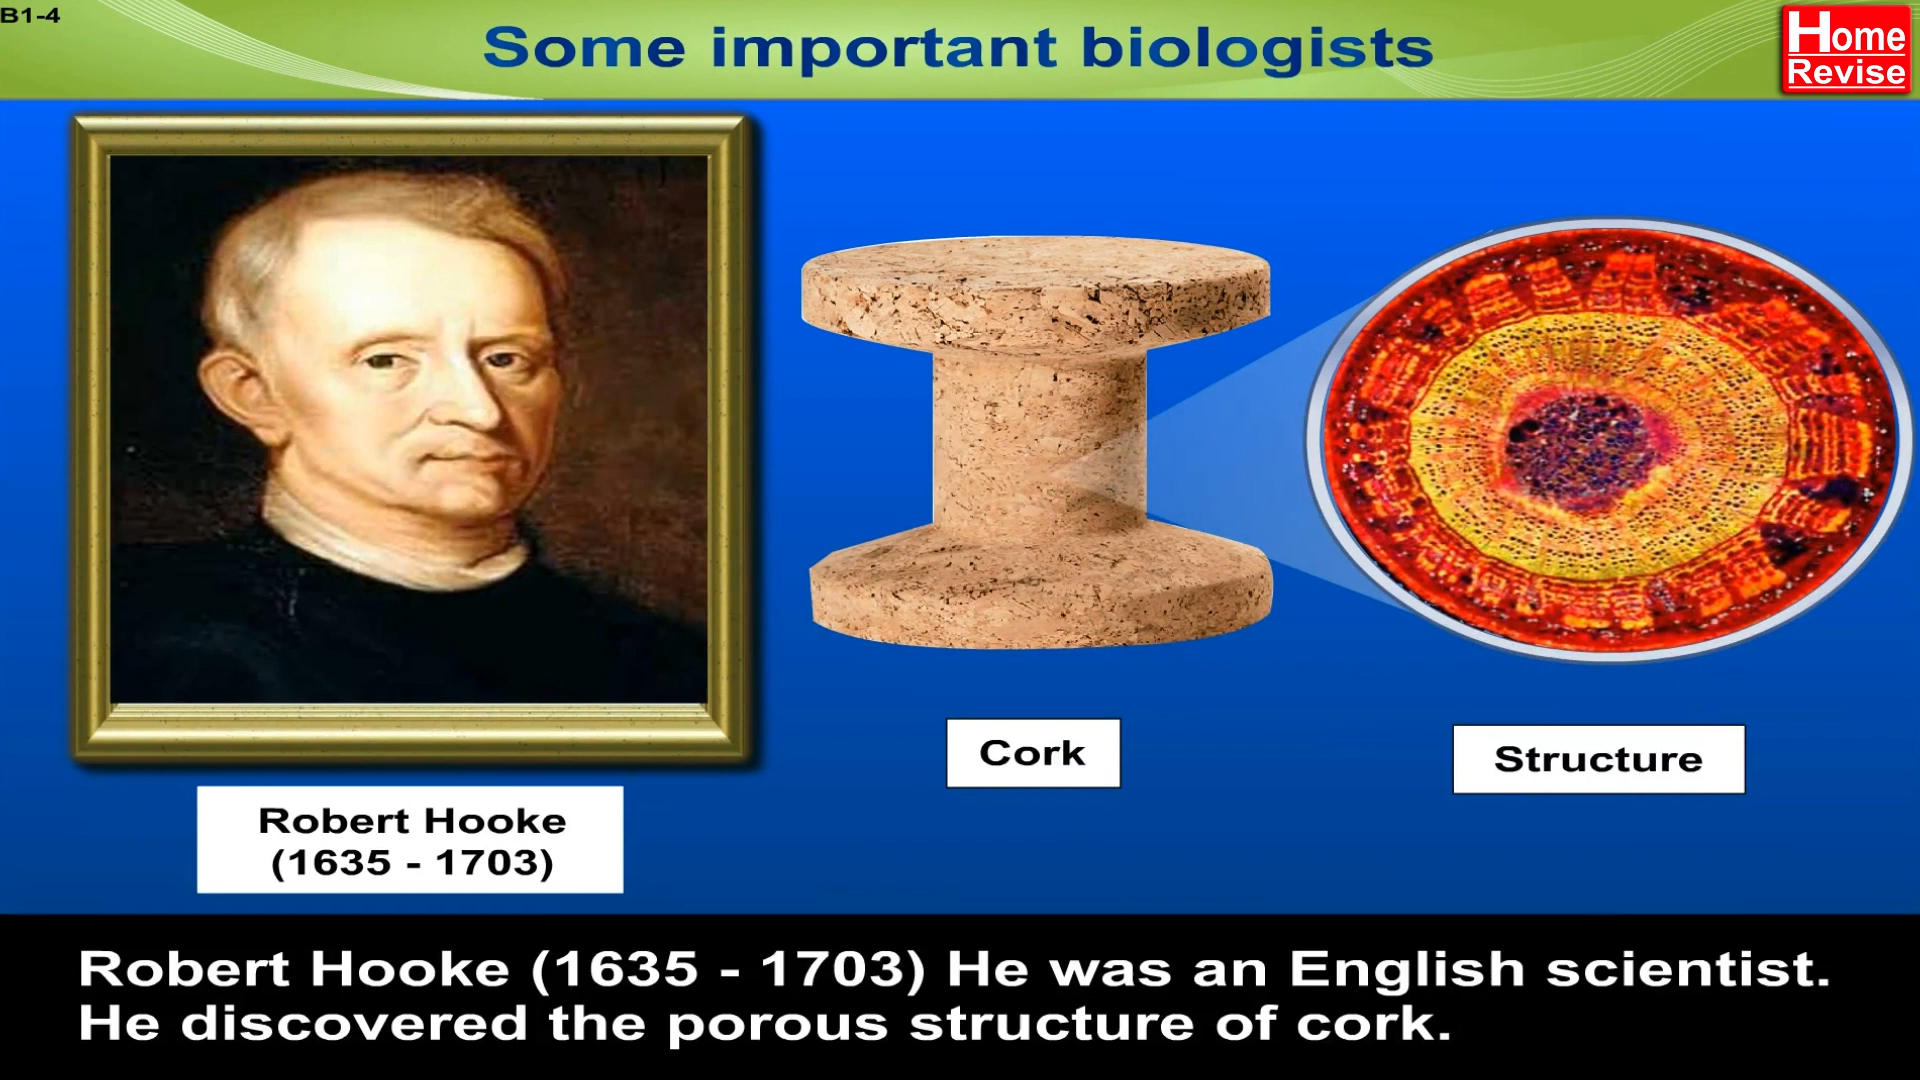 B1-4
Some important biologists
Home
Revise
Cork
Structure
Robert Hooke
(1635 - 1703)
Robert Hooke (1635 - 1703) He was an English scientist.
He discovered the porous structure of cork.